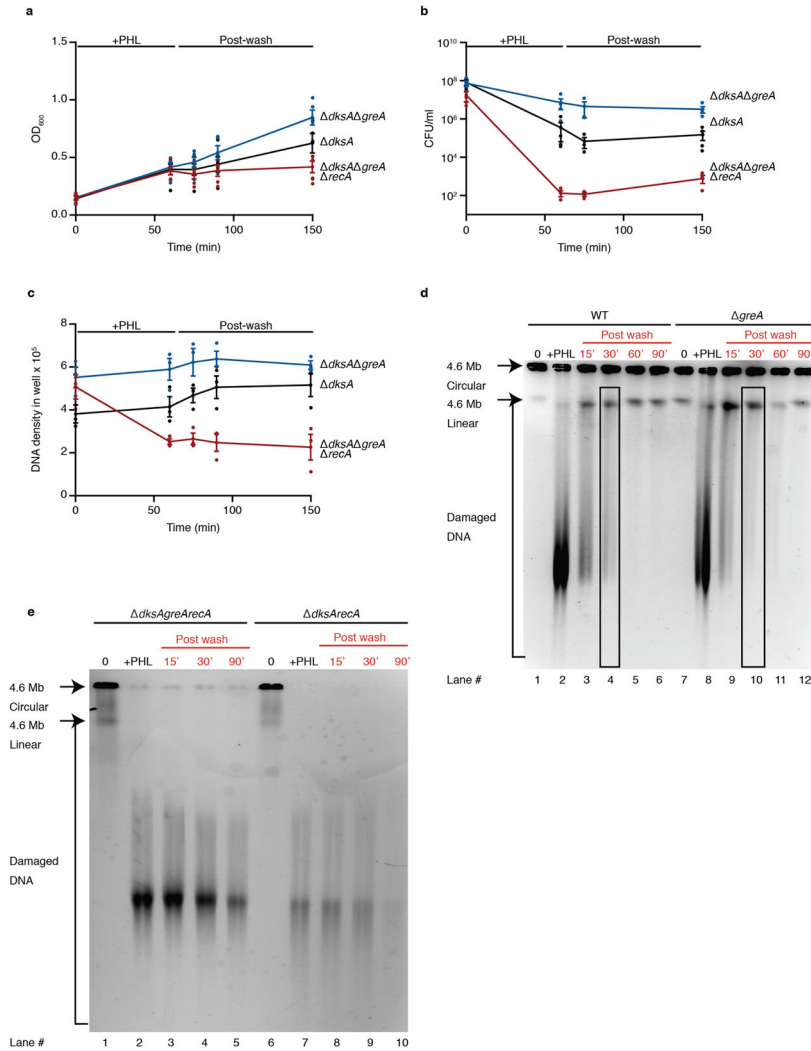 a
+PHL Post-wash
1.5
1.0
0.5
0.0
OD600
0 50 100 150
Time (min)
ΔdksAΔgreA
ΔdksA
ΔdksAΔgreA
ΔrecA
b
+PHL Post-wash
10¹⁰
10⁸
10⁶
10⁴
10²
CFU/ml
0 50 100 150
Time (min)
ΔdksAΔgreA
ΔdksA
ΔdksAΔgreA
ΔrecA
c
+PHL Post-wash
8
6
4
2
0
DNA density in well x 10⁵
0 50 100 150
Time (min)
ΔdksAΔgreA
ΔdksA
ΔdksAΔgreA
ΔrecA
d
WT ΔgreA
Post wash Post wash
0 +PHL 15' 30' 60' 90' 0 +PHL 15' 30' 60' 90'
4.6 Mb
Circular
4.6 Mb
Linear
Damaged
DNA
Lane # 1 2 3 4 5 6 7 8 9 10 11 12
e
ΔdksAgreArecA ΔdksArecA
Post wash Post wash
0 +PHL 15' 30' 90' 0 +PHL 15' 30' 90'
4.6 Mb
Circular
4.6 Mb
Linear
Damaged
DNA
Lane # 1 2 3 4 5 6 7 8 9 10